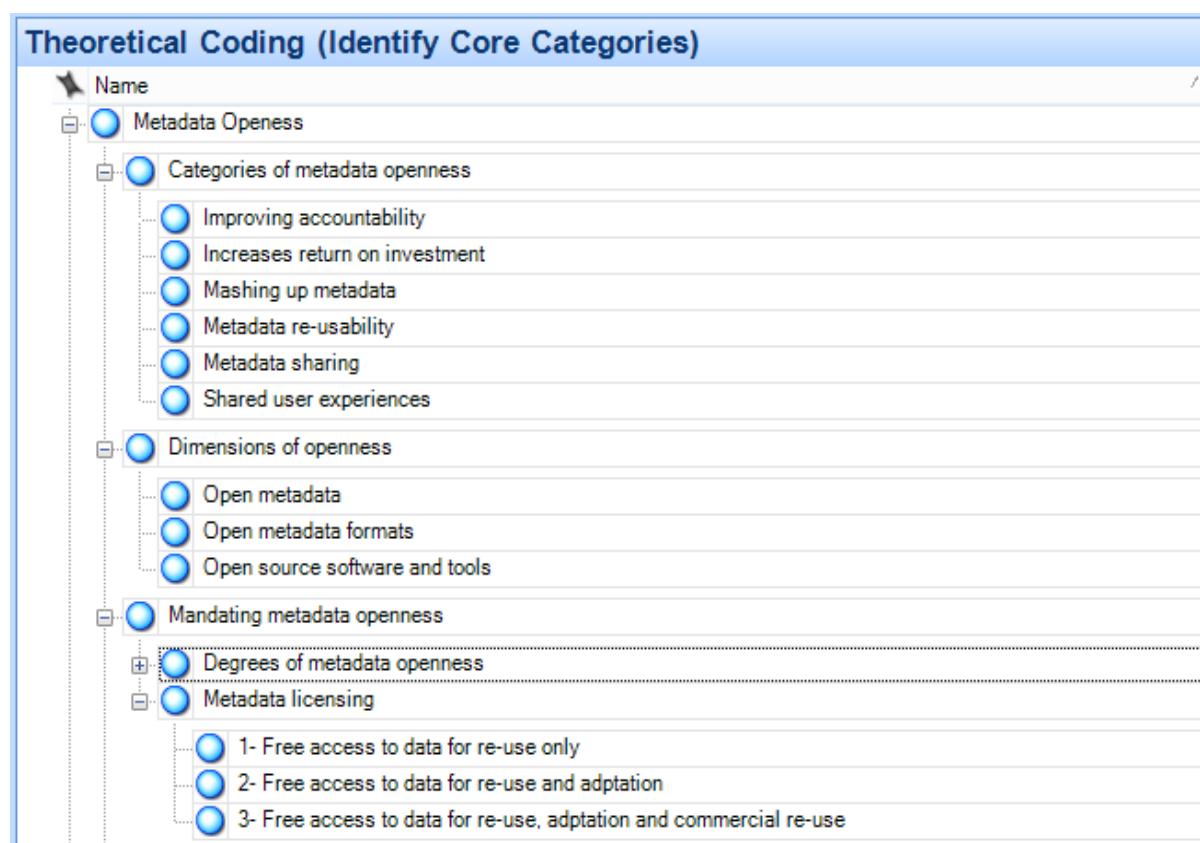 Theoretical Coding (Identify Core Categories)
Name
Metadata Openess
Categories of metadata openness
Improving accountability
Increases return on investment
Mashing up metadata
Metadata re-usability
Metadata sharing
Shared user experiences
Dimensions of openness
Open metadata
Open metadata formats
Open source software and tools
Mandating metadata openness
Degrees of metadata openness
Metadata licensing
1- Free access to data for re-use only
2- Free access to data for re-use and adptation
3- Free access to data for re-use, adptation and commercial re-use